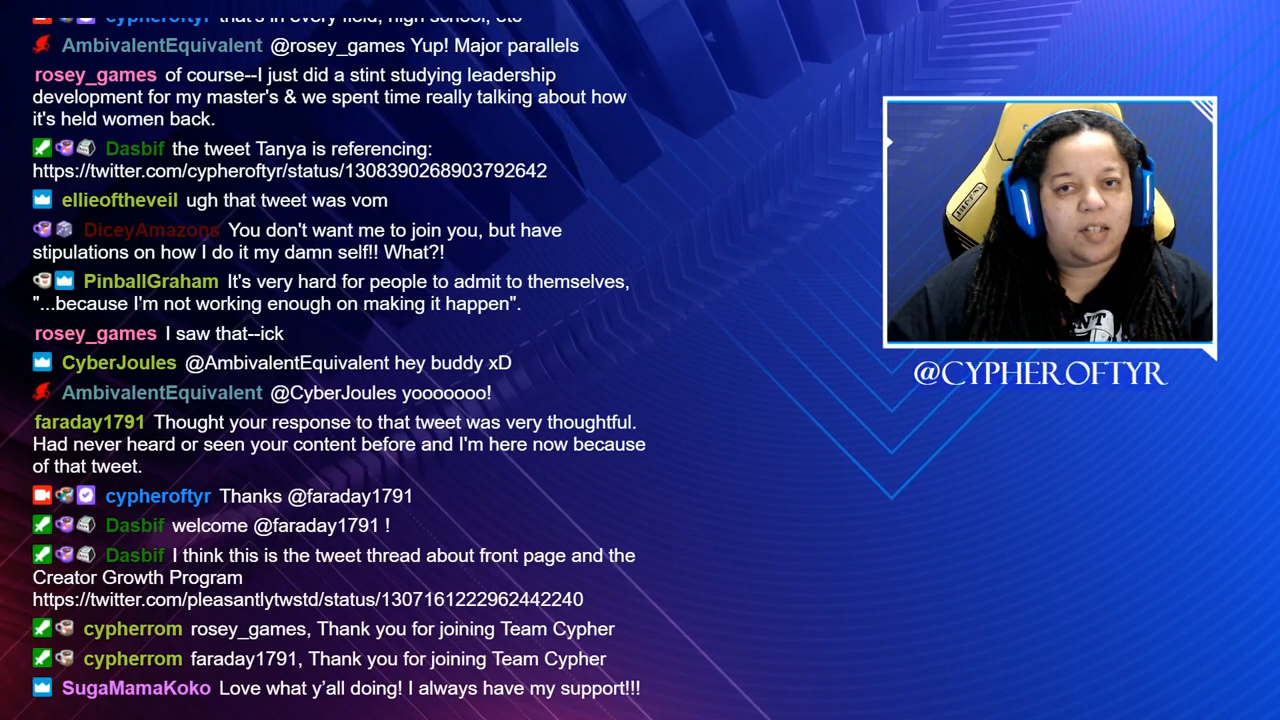 cypheroftyr that's in every field, high school, etc
AmbivalentEquivalent @rosey_games Yup! Major parallels
rosey_games of course--I just did a stint studying leadership
development for my master's & we spent time really talking about how
it's held women back.
Dasbif the tweet Tanya is referencing:
https://twitter.com/cypheroftyr/status/1308390268903792642
ellieoftheveil ugh that tweet was vom
DiceyAmazons You don't want me to join you, but have
stipulations on how I do it my damn self!! What?!
PinballGraham It's very hard for people to admit to themselves,
"...because I'm not working enough on making it happen".
rosey_games I saw that--ick
CyberJoules @AmbivalentEquivalent hey buddy xD
AmbivalentEquivalent @CyberJoules yooooooo!
faraday1791 Thought your response to that tweet was very thoughtful.
Had never heard or seen your content before and I'm here now because
of that tweet.
cypheroftyr Thanks @faraday1791
Dasbif welcome @faraday1791 !
Dasbif I think this is the tweet thread about front page and the
Creator Growth Program
https://twitter.com/pleasantlytwstd/status/1307161222962442240
cypherrom rosey_games, Thank you for joining Team Cypher
cypherrom faraday1791, Thank you for joining Team Cypher
SugaMamaKoko Love what y'all doing! I always have my support!!!
@CYPHEROFTYR